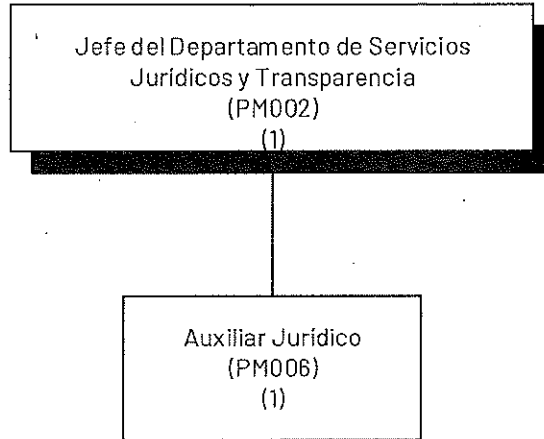 Jefe del Departamento de Servicios
Jurídicos y Transparencia
(PM002)
(1)
Auxiliar Jurídico
(PM006)
(1)